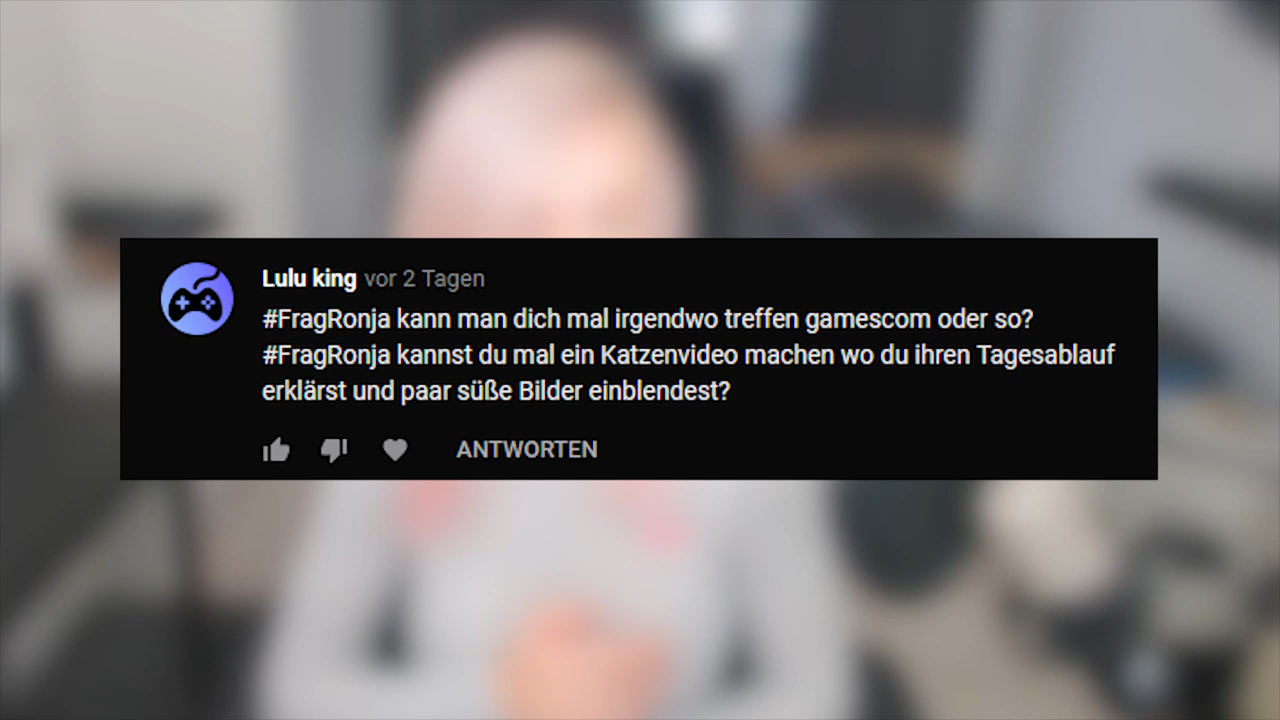 Lulu king vor 2 Tagen
#FragRonja kann man dich mal irgendwo treffen gamescom oder so?
#FragRonja kannst du mal ein Katzenvideo machen wo du ihren Tagesablauf
erklärst und paar süße Bilder einblendest?
ANTWORTEN